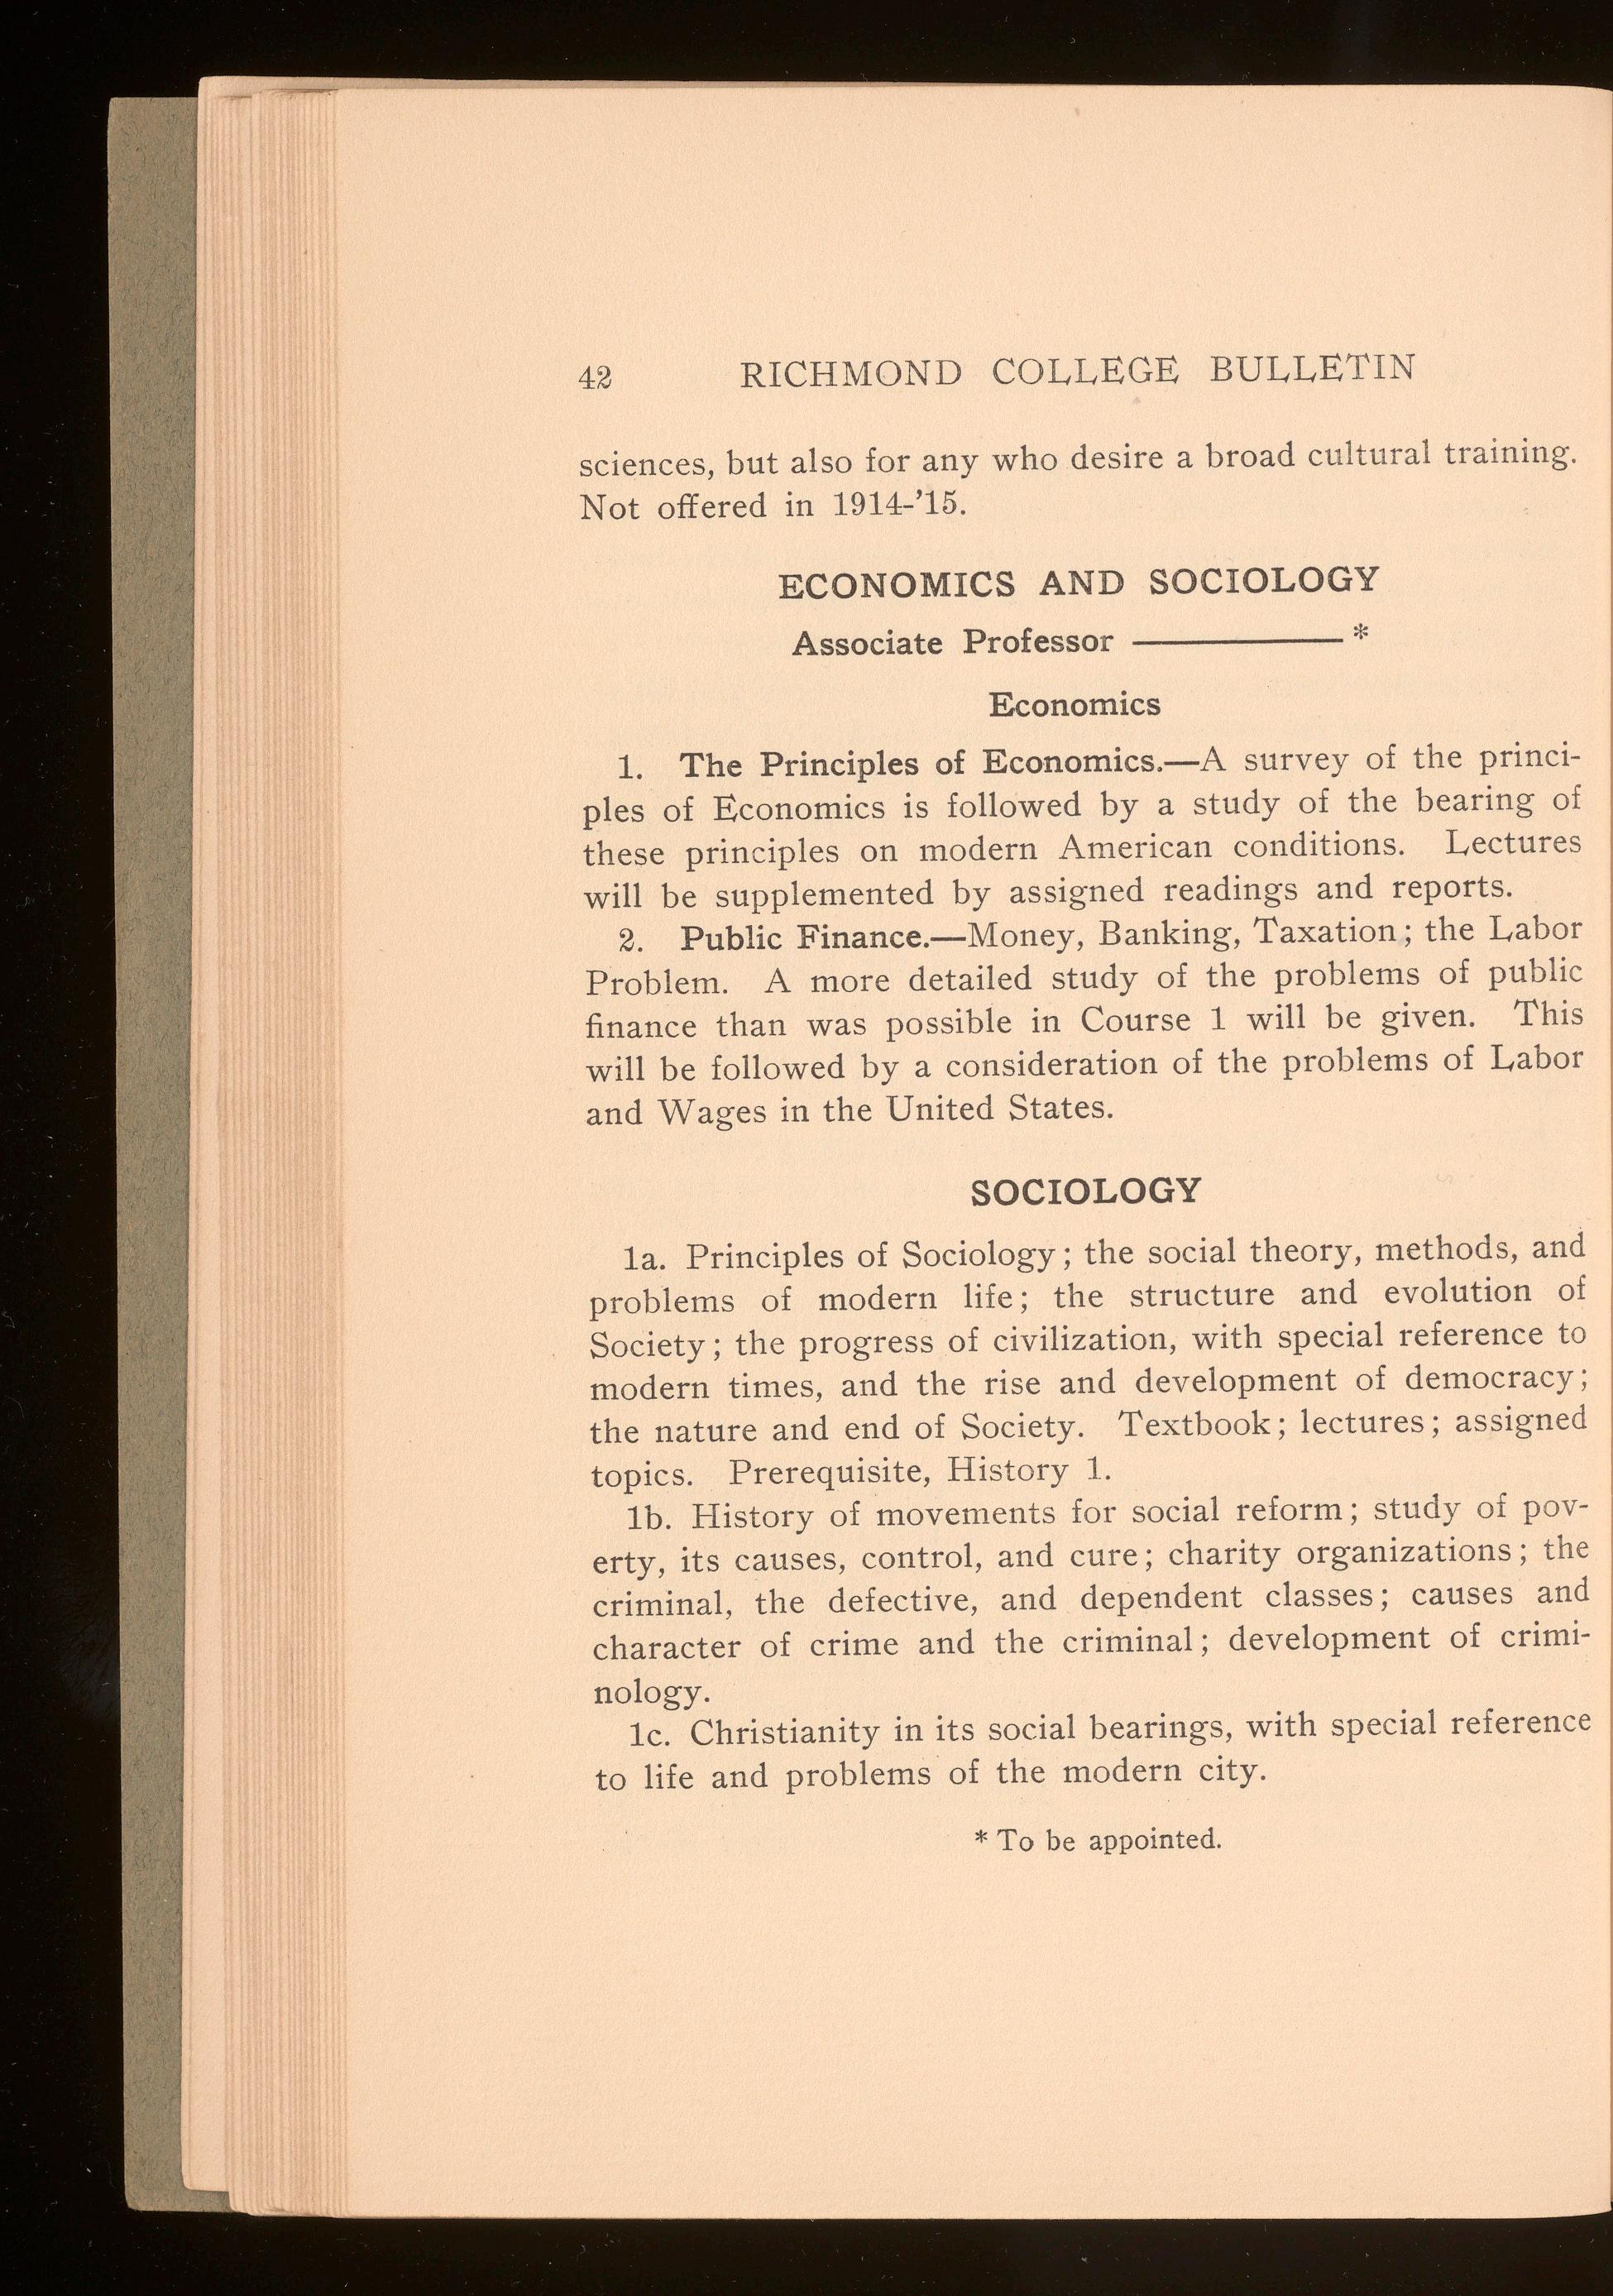 42 RICHMOND COLLEGE BULLETIN
sciences, but also for any who desire a broad cultural training.
Not offered in 1914-'15.
ECONOMICS AND SOCIOLOGY
Associate Professor ————— *
Economics
1. The Principles of Economics.—A survey of the princi-
ples of Economics is followed by a study of the bearing of
these principles on modern American conditions. Lectures
will be supplemented by assigned readings and reports.
2. Public Finance.—Money, Banking, Taxation; the Labor
Problem. A more detailed study of the problems of public
finance than was possible in Course 1 will be given. This
will be followed by a consideration of the problems of Labor
and Wages in the United States.
SOCIOLOGY
1a. Principles of Sociology; the social theory, methods, and
problems of modern life; the structure and evolution of
Society; the progress of civilization, with special reference to
modern times, and the rise and development of democracy;
the nature and end of Society. Textbook; lectures; assigned
topics. Prerequisite, History 1.
1b. History of movements for social reform; study of pov-
erty, its causes, control, and cure; charity organizations; the
criminal, the defective, and dependent classes; causes and
character of crime and the criminal; development of crimi-
nology.
1c. Christianity in its social bearings, with special reference
to life and problems of the modern city.
* To be appointed.